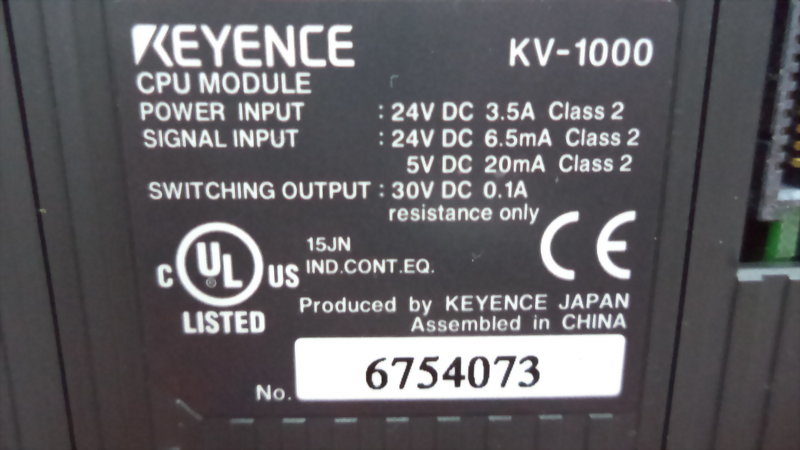 KEYENCE KV-1000
CPU MODULE
POWER INPUT : 24V DC 3.5A Class 2
SIGNAL INPUT : 24V DC 6.5mA Class 2
5V DC 20mA Class 2
SWITCHING OUTPUT : 30V DC 0.1A
resistance only
C UL US CE
LISTED
15JN
IND.CONT.EQ.
Produced by KEYENCE JAPAN
Assembled in CHINA
No. 6754073